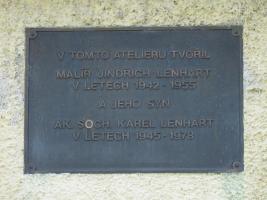 V TOMTO ATELIERU TVOŘIL
MALÍŘ JINDŘICH LENHART
V LETECH 1942 - 1955
A JEHO SYN
AK. SOCH. KAREL LENHART
V LETECH 1945 - 1978